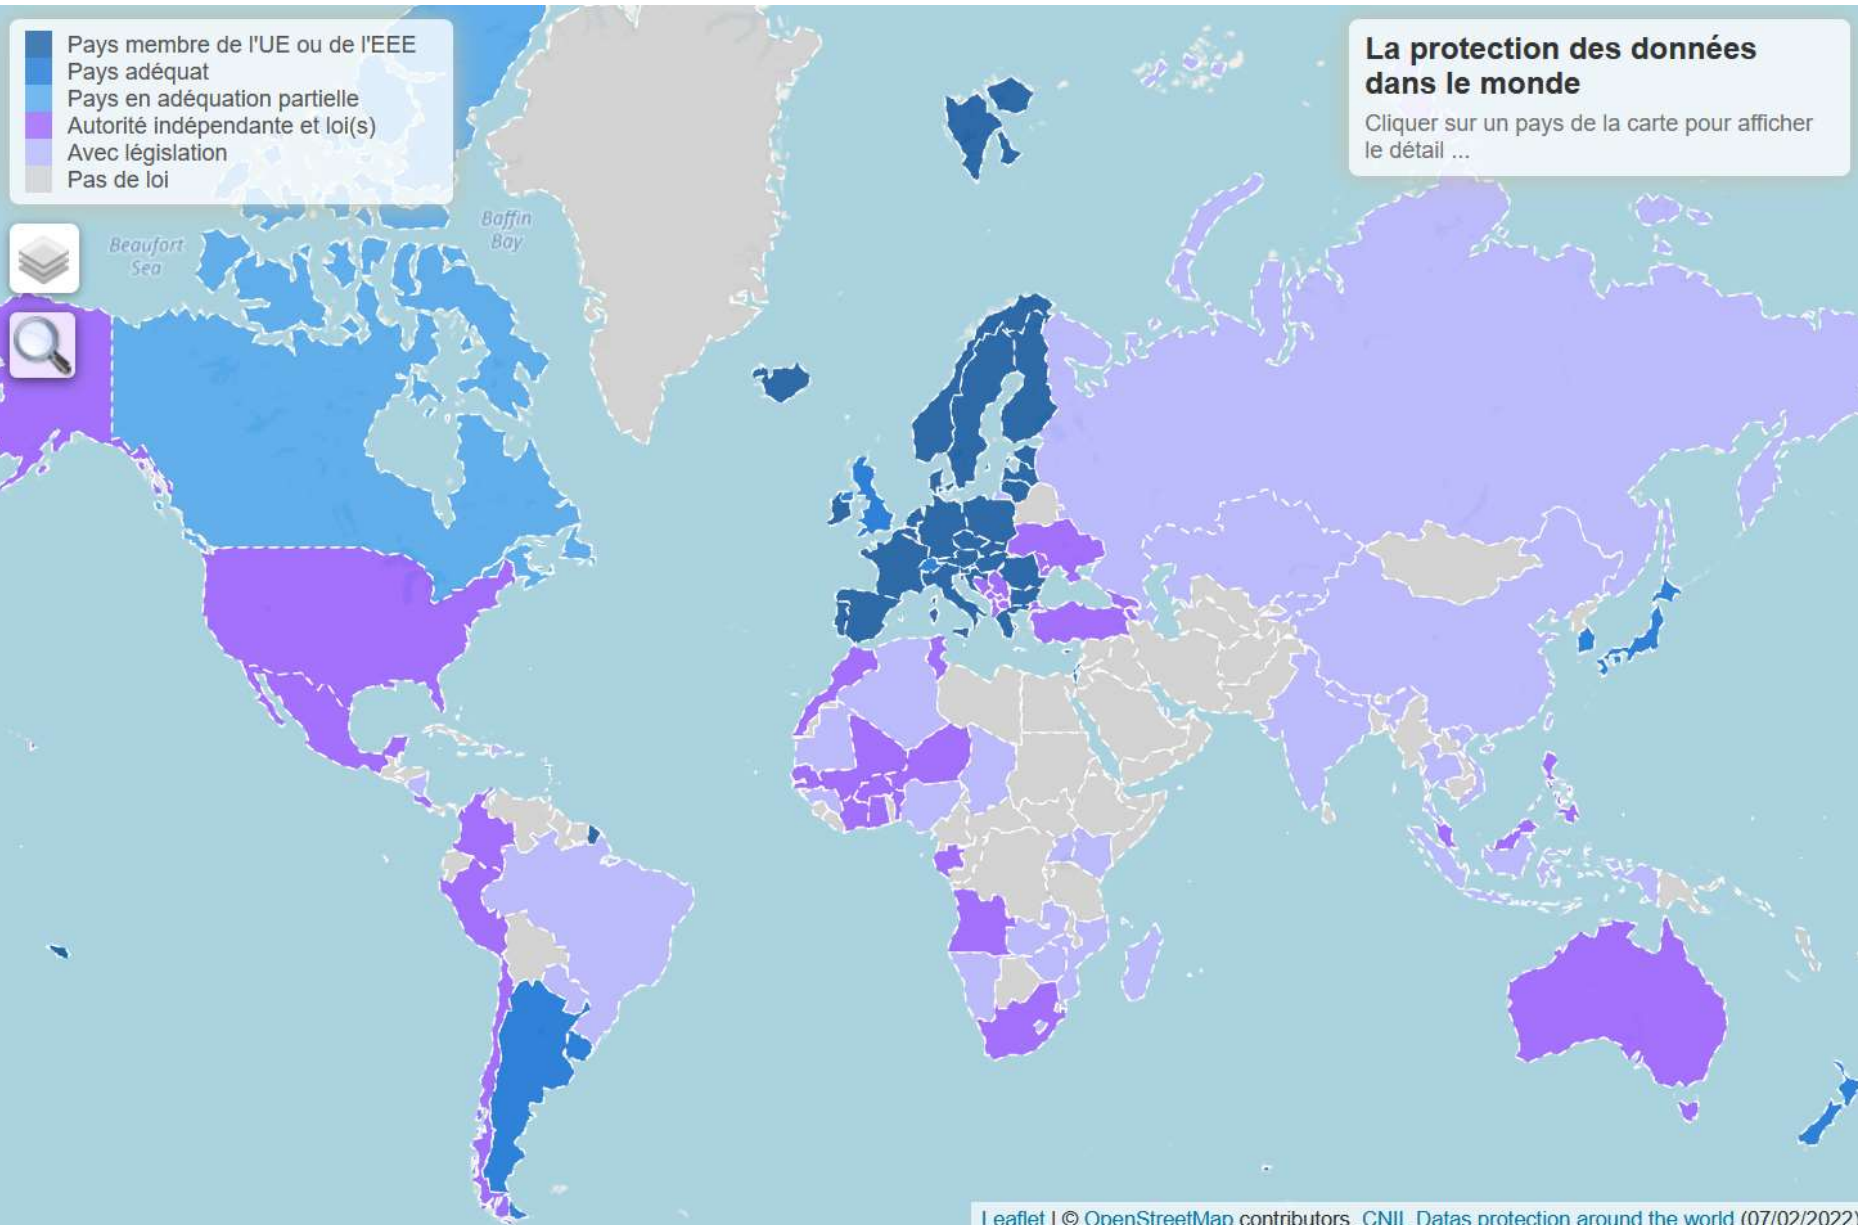 Pays membre de l'UE ou de l'EEE
Pays adéquat
Pays en adéquation partielle
Autorité indépendante et loi(s)
Avec législation
Pas de loi
La protection des données
dans le monde
Cliquer sur un pays de la carte pour afficher
le détail ...
Baffin
Bay
Beaufort
Sea
Leaflet | © OpenStreetMap contributors, CNIL Datas protection around the world (07/02/2022)